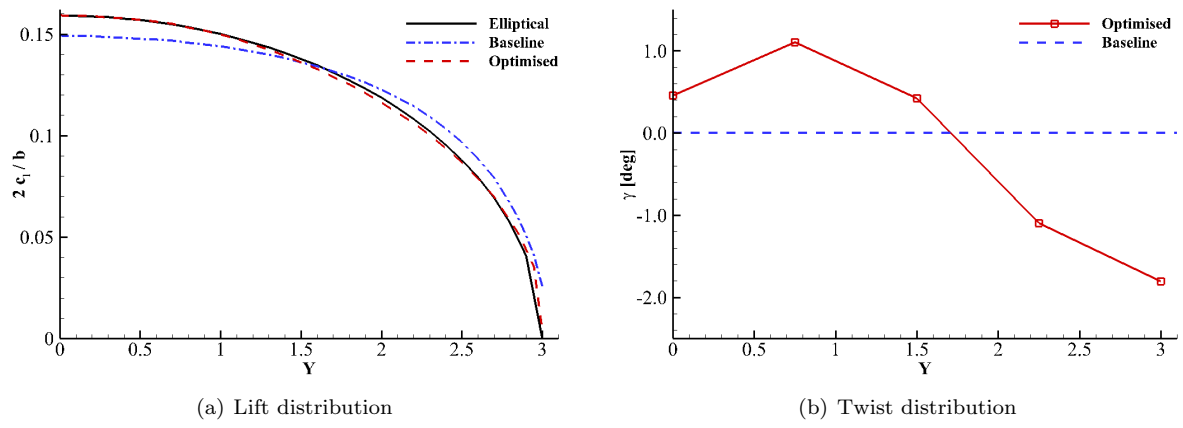 0.15
0.1
0.05
0
2 c_l / b
Elliptical
Baseline
Optimised
0 0.5 1 1.5 2 2.5 3
Y
(a) Lift distribution
1.0
0.0
-1.0
-2.0
γ [deg]
Optimised
Baseline
0 0.5 1 1.5 2 2.5 3
Y
(b) Twist distribution